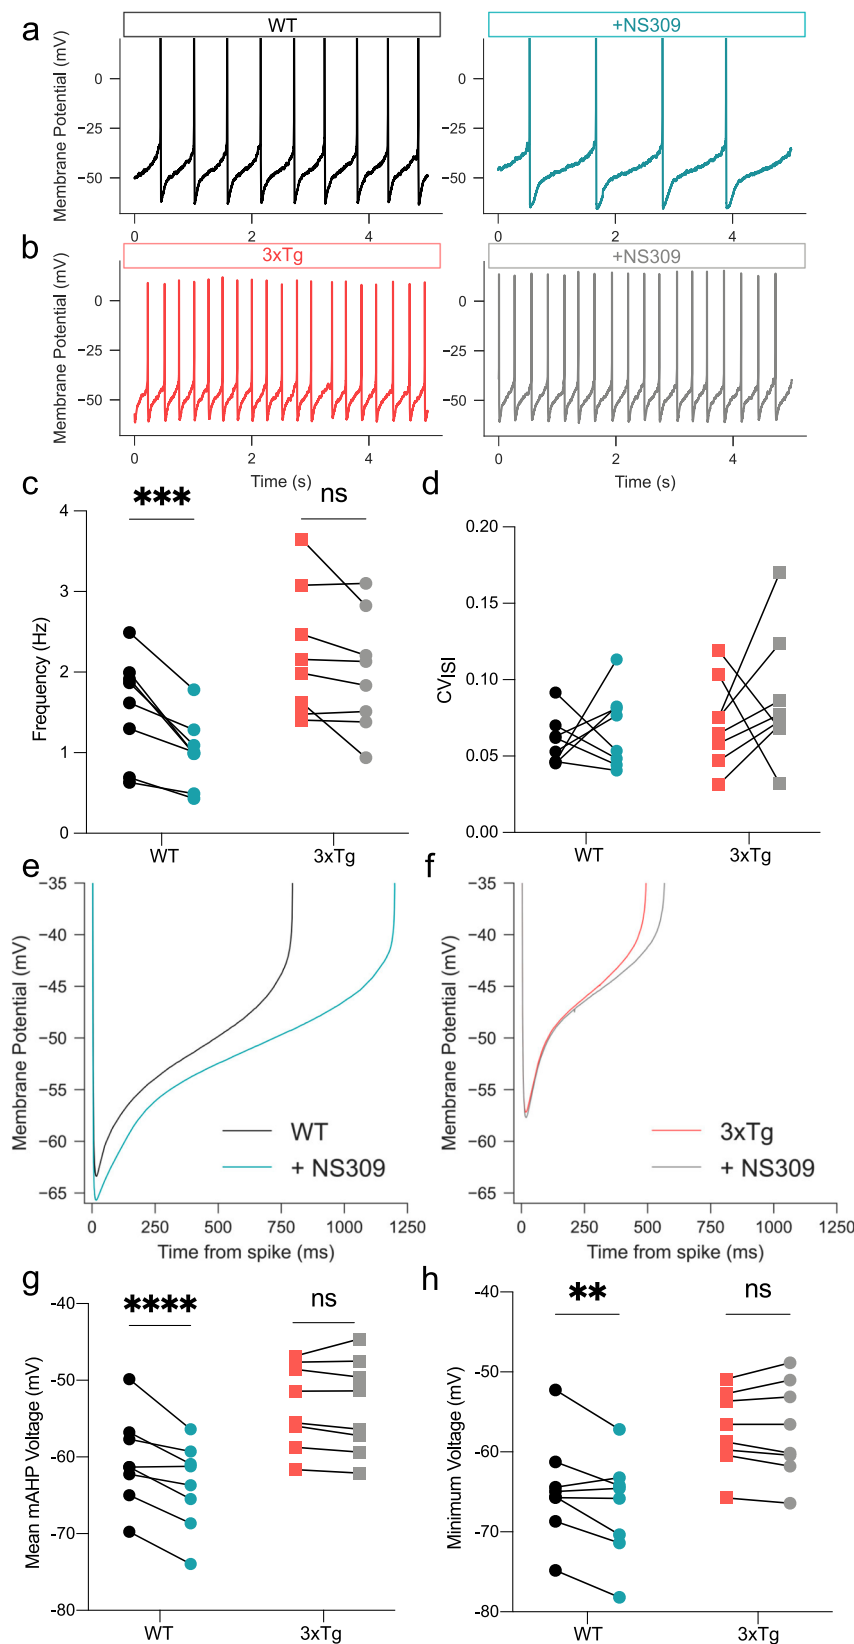 a
WT
+NS309
Membrane Potential (mV)
0
−25
−50
0
−25
−50
0
2
4
0
2
4
b
3xTg
+NS309
Membrane Potential (mV)
0
−25
−50
0
−25
−50
0
2
4
0
2
4
Time (s)
Time (s)
c
***
ns
Frequency (Hz)
4
3
2
1
0
WT
3xTg
d
CVISI
0.20
0.15
0.10
0.05
0.00
WT
3xTg
e
Membrane Potential (mV)
−35
−40
−45
−50
−55
−60
−65
WT
+ NS309
0
250
500
750
1000
1250
Time from spike (ms)
f
Membrane Potential (mV)
−35
−40
−45
−50
−55
−60
−65
3xTg
+ NS309
0
250
500
750
1000
1250
Time from spike (ms)
g
****
ns
Mean mAHP Voltage (mV)
-40
-50
-60
-70
-80
WT
3xTg
h
**
ns
Minimum Voltage (mV)
-40
-50
-60
-70
-80
WT
3xTg